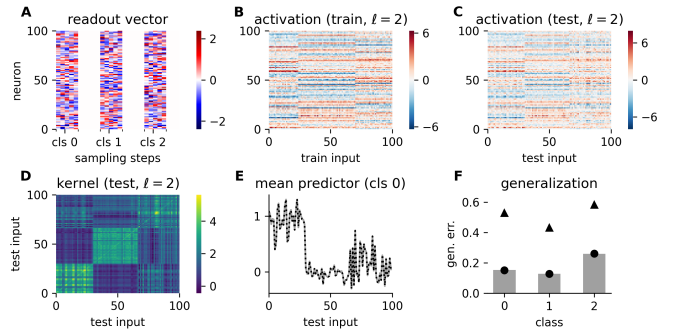 A
readout vector
100
50
0
neuron
cls 0
cls 1
cls 2
sampling steps
2
0
−2
B
activation (train, ℓ = 2)
100
50
0
0
100
train input
6
0
−6
C
activation (test, ℓ = 2)
100
50
0
0
100
test input
6
0
−6
D
kernel (test, ℓ = 2)
100
50
0
test input
0
50
100
test input
4
2
0
E
mean predictor (cls 0)
1
0
0
50
100
test input
F
generalization
0.6
0.4
0.2
0.0
gen. err.
0
1
2
class